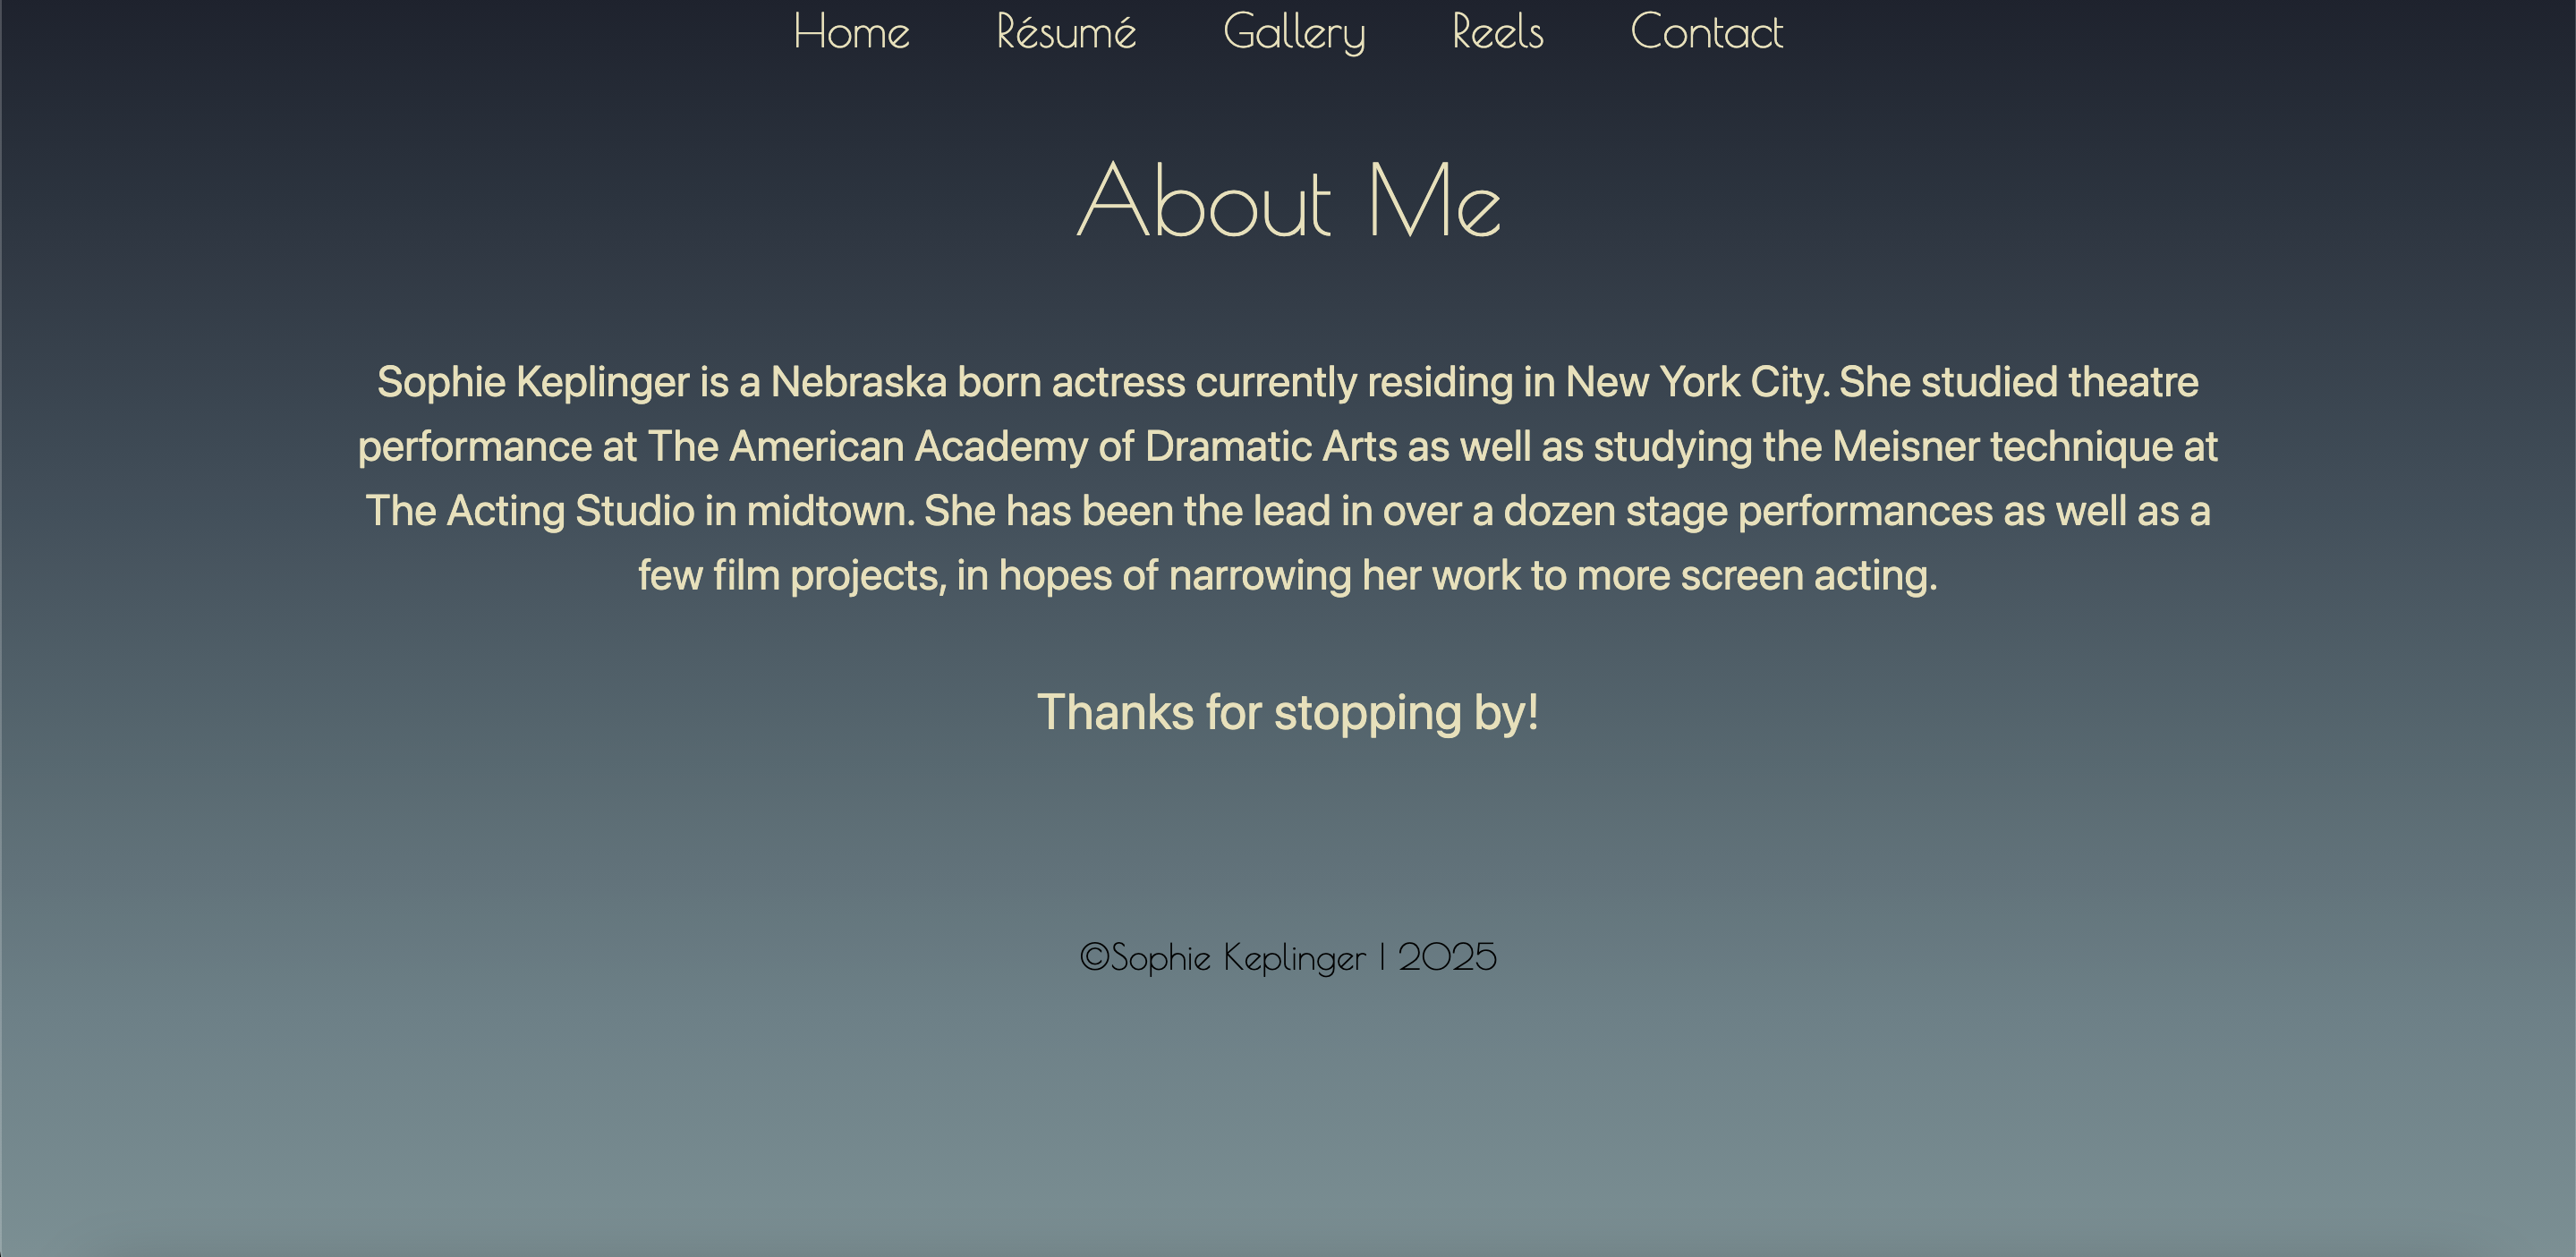 Home Résumé Gallery Reels Contact
About Me
Sophie Keplinger is a Nebraska born actress currently residing in New York City. She studied theatre
performance at The American Academy of Dramatic Arts as well as studying the Meisner technique at
The Acting Studio in midtown. She has been the lead in over a dozen stage performances as well as a
few film projects, in hopes of narrowing her work to more screen acting.
Thanks for stopping by!
©Sophie Keplinger | 2025